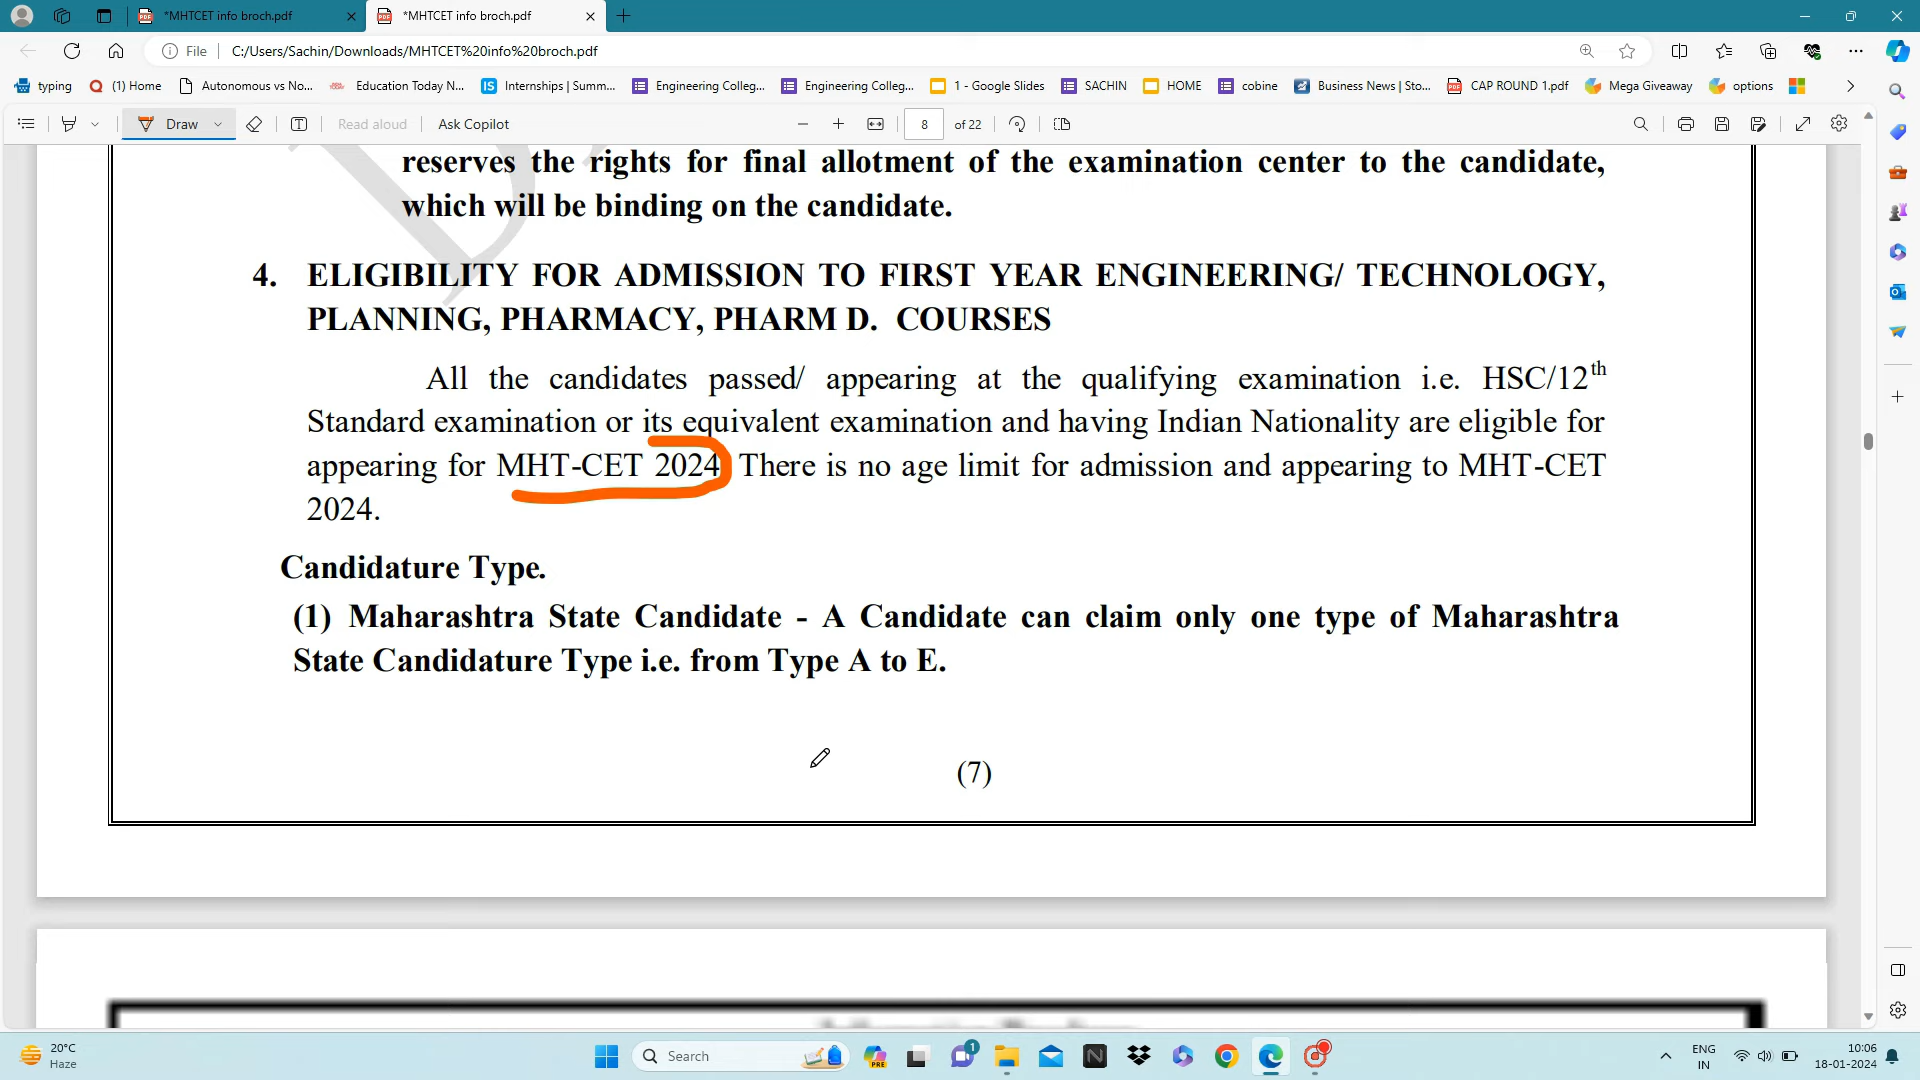 *MHTCET info broch.pdf
*MHTCET info broch.pdf
File
C:/Users/Sachin/Downloads/MHTCET%20info%20broch.pdf
typing
(1) Home
Autonomous vs No...
Education Today N...
Internships | Summ...
Engineering Colleg...
Engineering Colleg...
1 - Google Slides
SACHIN
HOME
cobine
Business News | Sto...
CAP ROUND 1.pdf
Mega Giveaway
options
Draw
Read aloud
Ask Copilot
8
of 22
reserves the rights for final allotment of the examination center to the candidate,
which will be binding on the candidate.
4. ELIGIBILITY FOR ADMISSION TO FIRST YEAR ENGINEERING/ TECHNOLOGY,
PLANNING, PHARMACY, PHARM D. COURSES
All the candidates passed/ appearing at the qualifying examination i.e. HSC/12th
Standard examination or its equivalent examination and having Indian Nationality are eligible for
appearing for MHT-CET 2024 There is no age limit for admission and appearing to MHT-CET
2024.
Candidature Type.
(1) Maharashtra State Candidate - A Candidate can claim only one type of Maharashtra
State Candidature Type i.e. from Type A to E.
(7)
20°C
Haze
Search
PRE
1
ENG
IN
10:06
18-01-2024